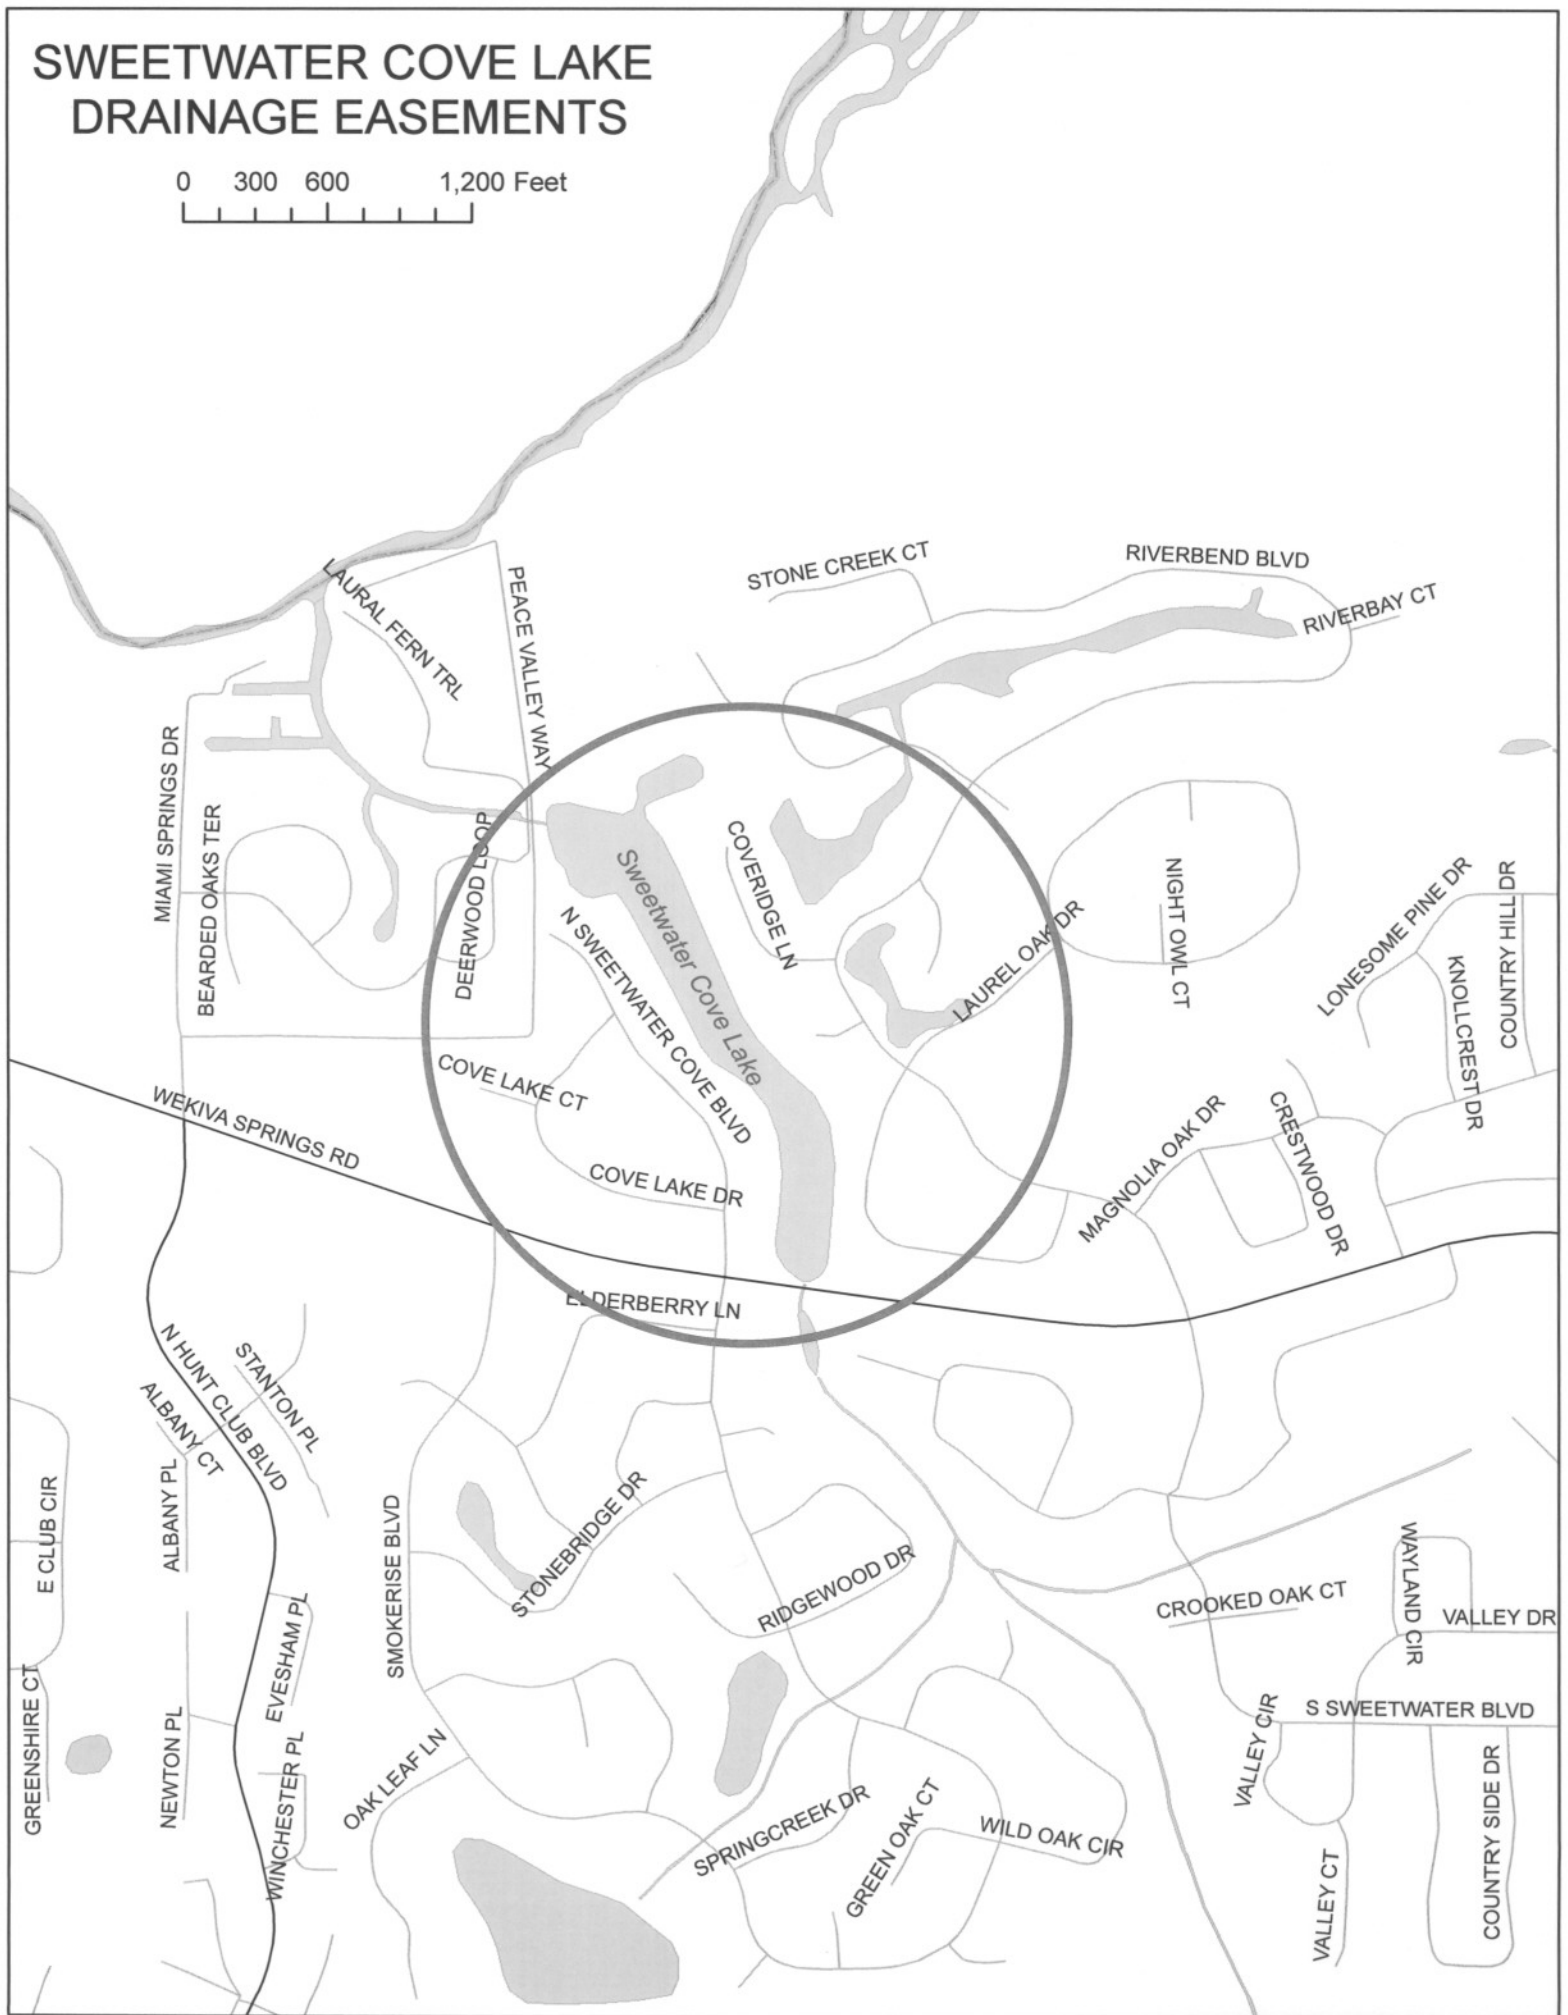 SWEETWATER COVE LAKE
DRAINAGE EASEMENTS
0 300 600 1,200 Feet
STONE CREEK CT
RIVERBEND BLVD
RIVERBAY CT
LAURAL FERN TRL
PEACE VALLEY WAY
MIAMI SPRINGS DR
BEARDED OAKS TER
DEERWOOD LOOP
Sweetwater Cove Lake
COVERIDGE LN
N SWEETWATER COVE BLVD
LAUREL OAK DR
NIGHT OWL CT
LONESOME PINE DR
COUNTRY HILL DR
KNOLLCREST DR
COVE LAKE CT
WEKIVA SPRINGS RD
COVE LAKE DR
MAGNOLIA OAK DR
CRESTWOOD DR
ELDERBERRY LN
N HUNT CLUB BLVD
STANTON PL
ALBANY CT
ALBANY PL
E CLUB CIR
SMOKERISE BLVD
STONEBRIDGE DR
RIDGEWOOD DR
CROOKED OAK CT
WAYLAND CIR
VALLEY DR
EVESHAM PL
GREENSHIRE CT
NEWTON PL
WINCHESTER PL
OAK LEAF LN
S SWEETWATER BLVD
VALLEY CIR
COUNTRY SIDE DR
SPRINGCREEK DR
GREEN OAK CT
WILD OAK CIR
VALLEY CT